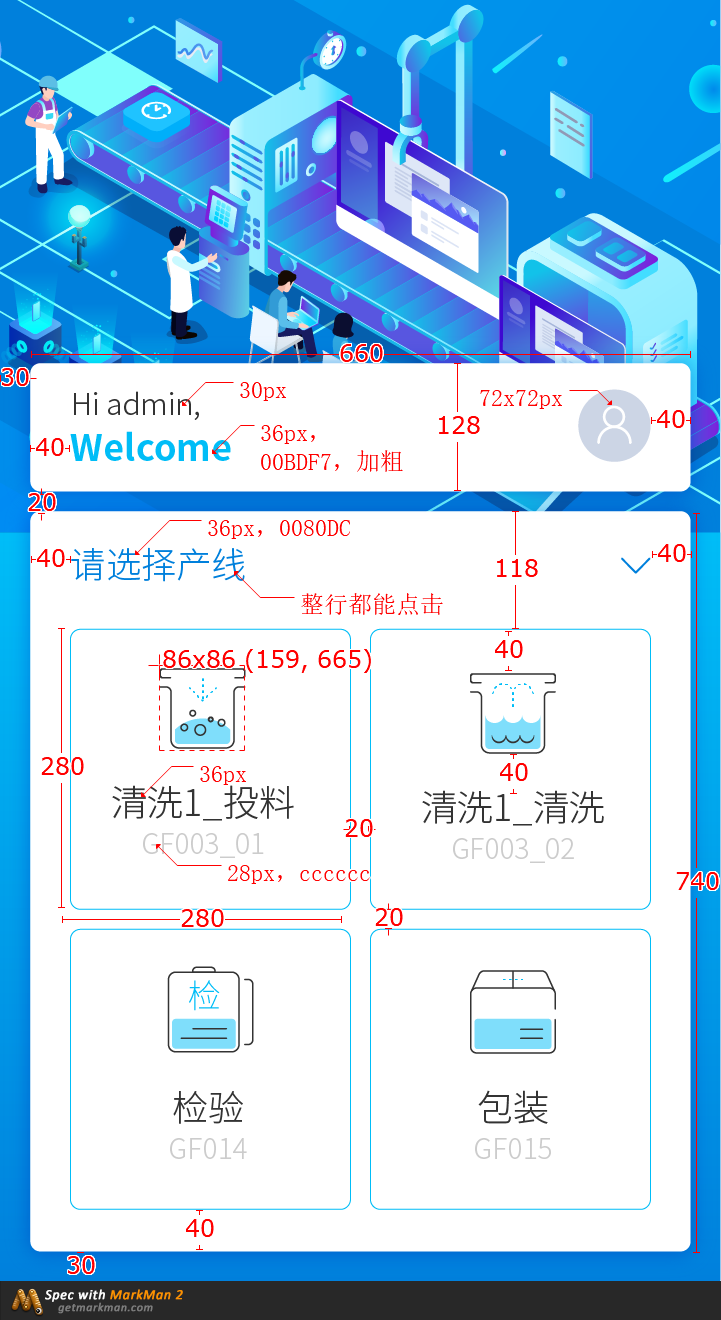 660
30
Hi admin,
30px
72x72px
40
Welcome
36px，
00BDF7，加粗
128
40
20
36px，0080DC
40
请选择产线
118
40
整行都能点击
86x86 (159, 665)
40
280
36px
40
清洗1_投料
清洗1_清洗
20
GF003_01
GF003_02
28px，cccccc
740
280
20
检
检验
包装
GF014
GF015
40
30
Spec with MarkMan 2
getmarkman.com